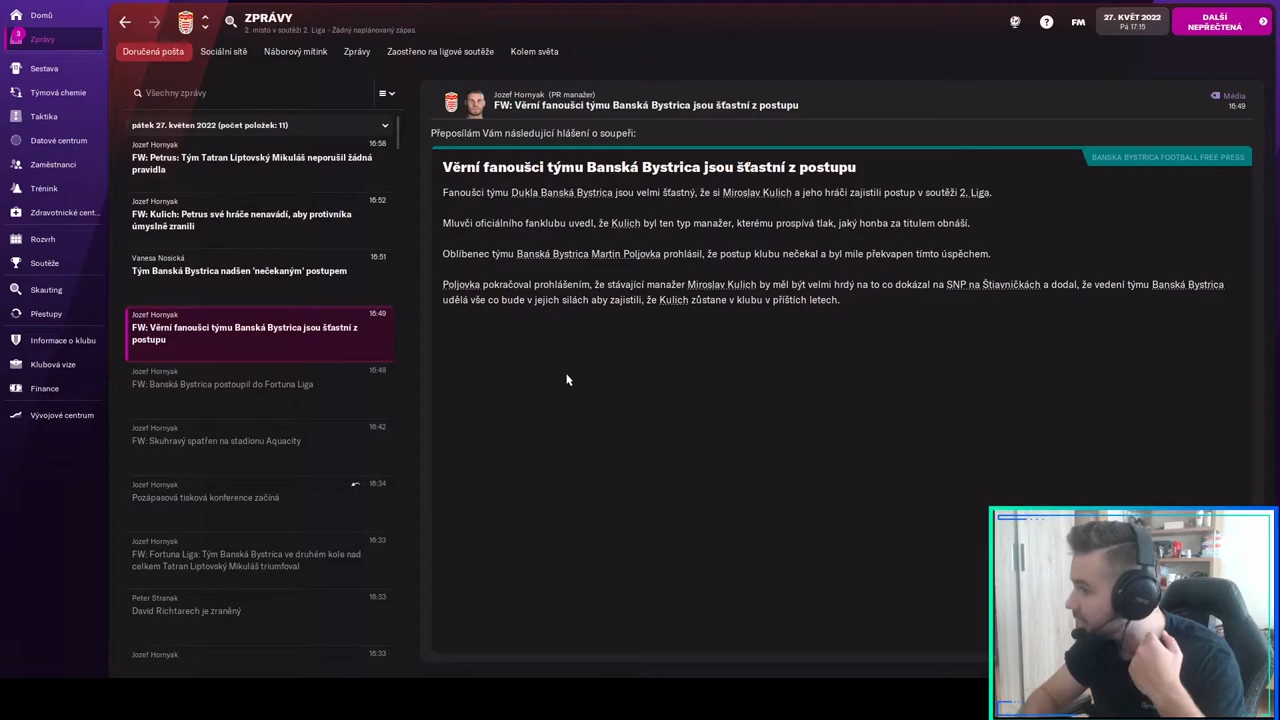 Domů
3
Zprávy
Sestava
Týmová chemie
Taktika
Datové centrum
Zaměstnanci
Trénink
Zdravotnické cent...
Rozvrh
Soutěže
Skauting
Přestupy
Informace o klubu
Klubová vize
Finance
Vývojové centrum
ZPRÁVY
2. místo v soutěži 2. Liga - Žádný naplánovaný zápas.
FM
27. KVĚT 2022
Pá 17:15
DALŠÍ
NEPŘEČTENÁ
Doručená pošta
Sociální sítě
Náborový mítink
Zprávy
Zaostřeno na ligové soutěže
Kolem světa
Všechny zprávy
pátek 27. květen 2022 (počet položek: 11)
Jozef Hornyak 16:58
FW: Petrus: Tým Tatran Liptovský Mikuláš neporušil žádná
pravidla
Jozef Hornyak 16:52
FW: Kulich: Petrus své hráče nenavádí, aby protivníka
úmyslně zranili
Vanesa Nosická 16:51
Tým Banská Bystrica nadšen 'nečekaným' postupem
Jozef Hornyak 16:49
FW: Věrní fanoušci týmu Banská Bystrica jsou šťastní z
postupu
Jozef Hornyak 16:48
FW: Banská Bystrica postoupil do Fortuna Liga
Jozef Hornyak 16:42
FW: Skuhravý spatřen na stadionu Aquacity
Jozef Hornyak 16:34
Pozápasová tisková konference začíná
Jozef Hornyak 16:33
FW: Fortuna Liga: Tým Banská Bystrica ve druhém kole nad
celkem Tatran Liptovský Mikuláš triumfoval
Peter Stranak 16:33
David Richtarech je zraněný
Jozef Hornyak 16:33
Jozef Hornyak (PR manažer)
FW: Věrní fanoušci týmu Banská Bystrica jsou šťastní z postupu
Média
16:49
Přeposílám Vám následující hlášení o soupeři:
BANSKÁ BYSTRICA FOOTBALL FREE PRESS
Věrní fanoušci týmu Banská Bystrica jsou šťastní z postupu
Fanoušci týmu Dukla Banská Bystrica jsou velmi šťastný, že si Miroslav Kulich a jeho hráči zajistili postup v soutěži 2. Liga.
Mluvčí oficiálního fanklubu uvedl, že Kulich byl ten typ manažer, kterému prospívá tlak, jaký honba za titulem obnáší.
Oblíbenec týmu Banská Bystrica Martin Poljovka prohlásil, že postup klubu nečekal a byl mile překvapen tímto úspěchem.
Poljovka pokračoval prohlášením, že stávající manažer Miroslav Kulich by měl být velmi hrdý na to co dokázal na SNP na Štiavničkách a dodal, že vedení týmu Banská Bystrica
udělá vše co bude v jejich silách aby zajistili, že Kulich zůstane v klubu v příštích letech.